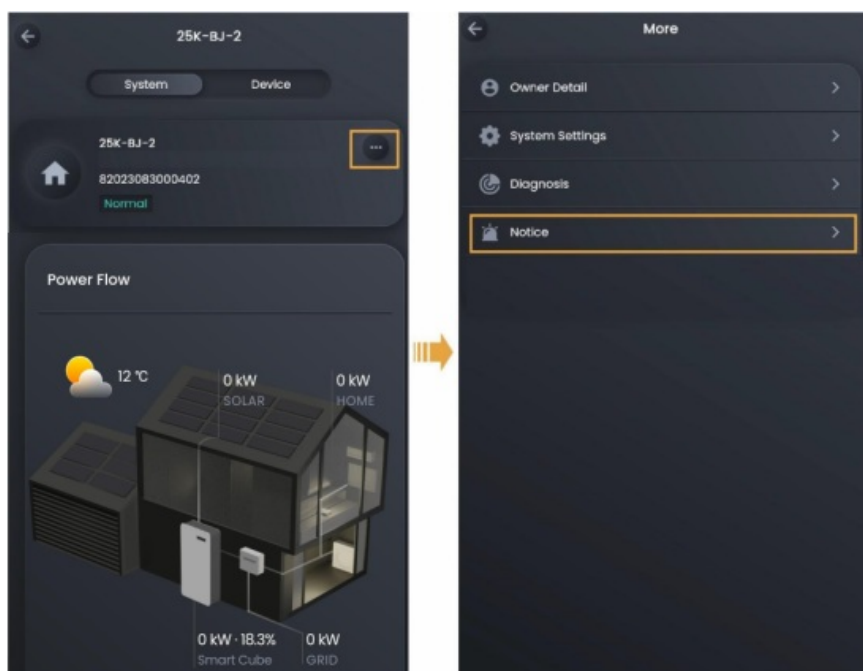 25K-BJ-2
System
Device
25K-BJ-2
82023083000402
Normal
Power Flow
12 ℃
0 kW
SOLAR
0 kW
HOME
0 kW · 18.3%
Smart Cube
0 kW
GRID
More
Owner Detail
System Settings
Diagnosis
Notice